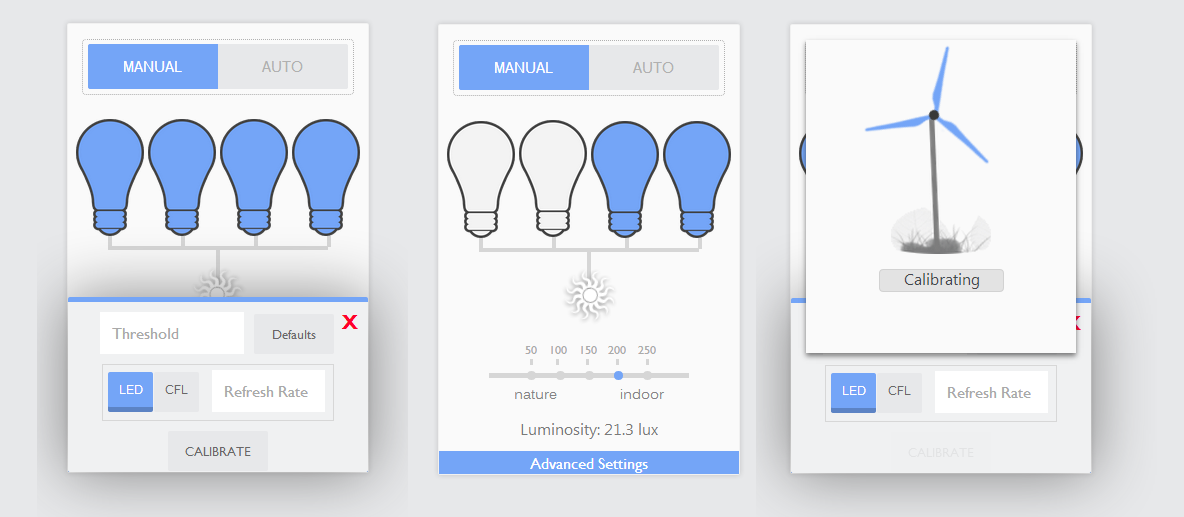 MANUAL AUTO
Threshold
Defaults
X
LED CFL
Refresh Rate
CALIBRATE
MANUAL AUTO
50 100 150 200 250
nature indoor
Luminosity: 21.3 lux
Advanced Settings
Calibrating
LED CFL
Refresh Rate
CALIBRATE